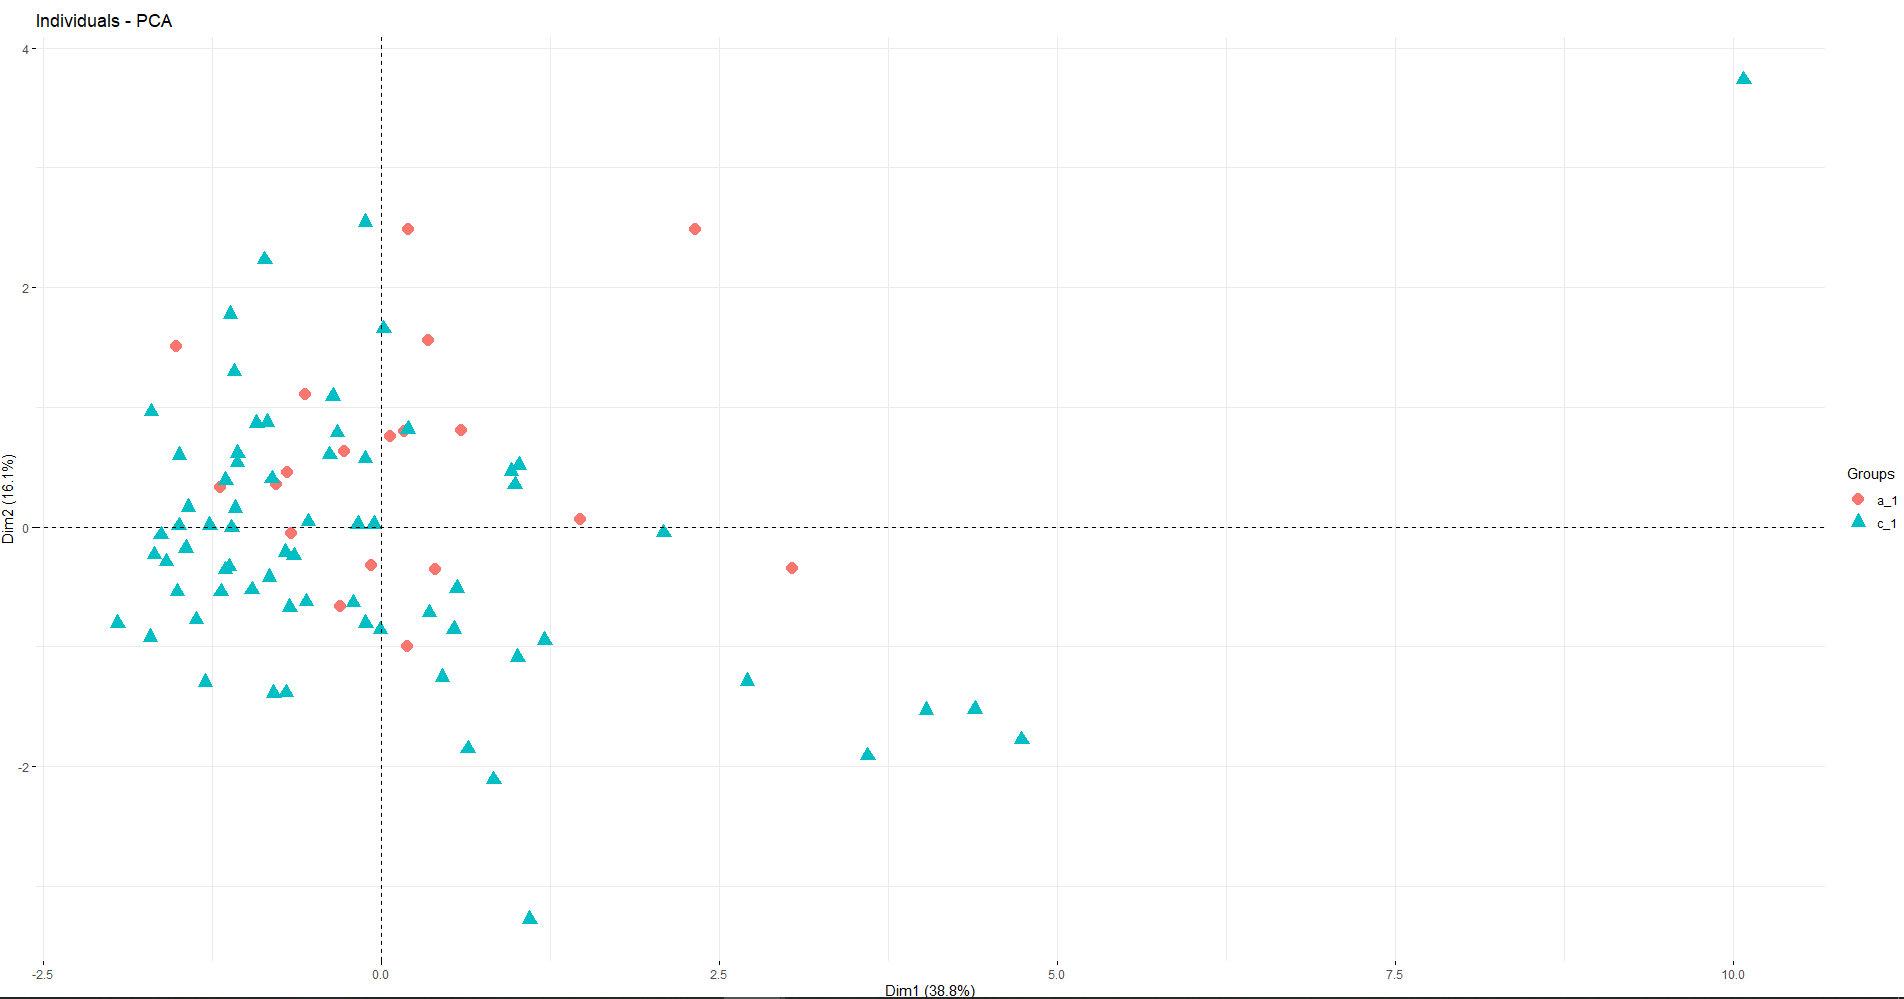 Individuals - PCA
4
2
0
-2
Dim2 (16.1%)
-2.5
0.0
2.5
5.0
7.5
10.0
Dim1 (38.8%)
Groups
a_1
c_1